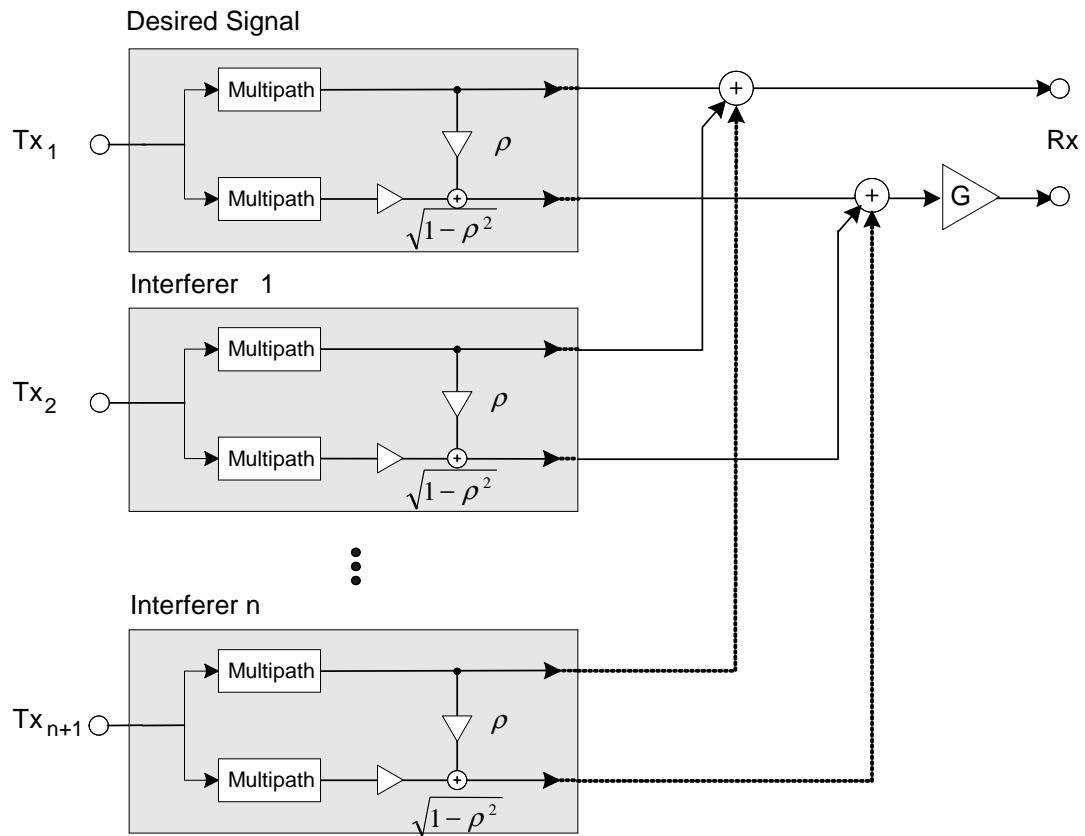 Desired Signal
Multipath
Tx1
ρ
Rx
Multipath
√1 − ρ²
+
+
+
G
Interferer 1
Multipath
Tx2
ρ
Multipath
+
√1 − ρ²
Interferer n
Multipath
Txn+1
ρ
Multipath
+
√1 − ρ²